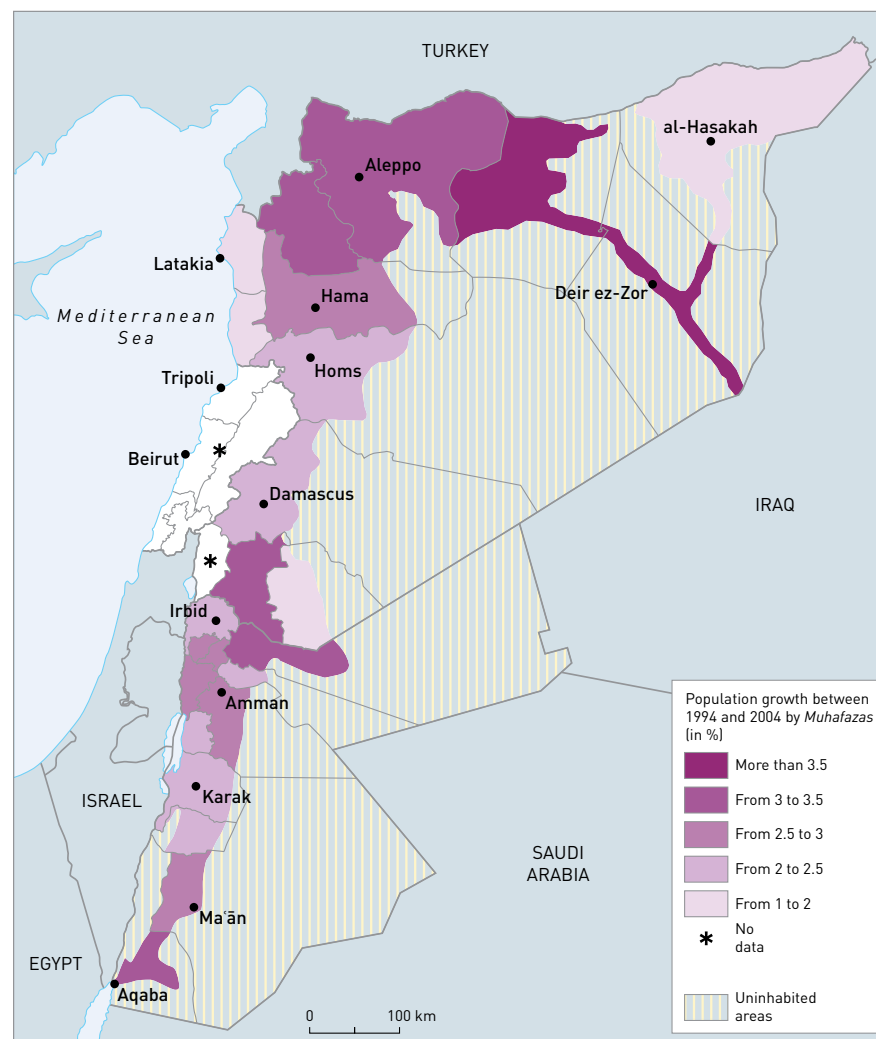 TURKEY
al-Hasakah
Aleppo
Latakia
Deir ez-Zor
Hama
Mediterranean
Sea
Homs
Tripoli
Beirut
Damascus
IRAQ
Irbid
Amman
ISRAEL
Karak
SAUDI
ARABIA
Maʿān
EGYPT
Aqaba
0 100 km
Population growth between
1994 and 2004 by Muhafazas
(in %)
More than 3.5
From 3 to 3.5
From 2.5 to 3
From 2 to 2.5
From 1 to 2
* No
data
Uninhabited
areas
*
*